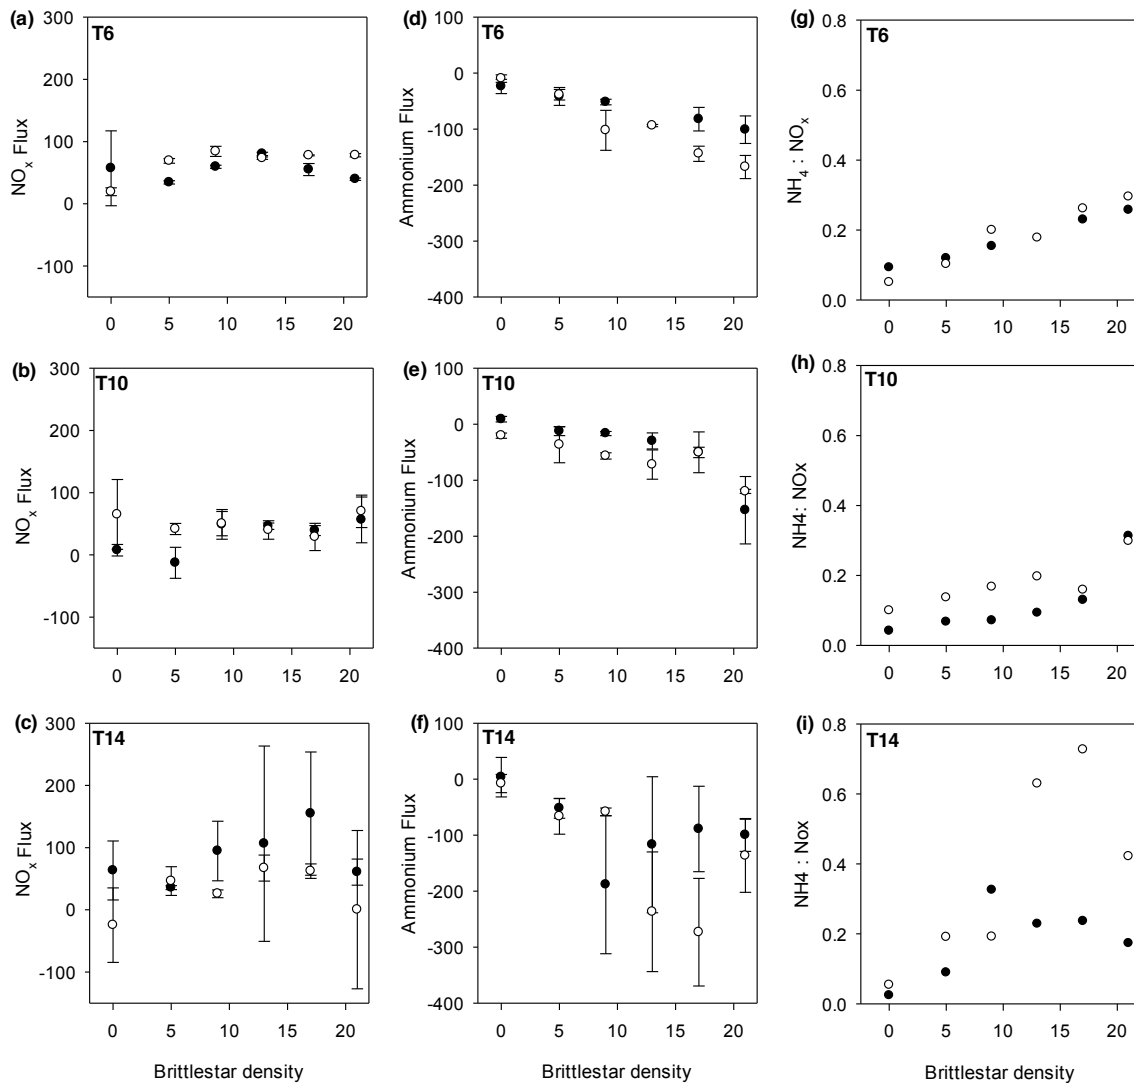 (a)
T6
NOx Flux
300
200
100
0
-100
0 5 10 15 20
(d)
T6
Ammonium Flux
100
0
-100
-200
-300
-400
0 5 10 15 20
(g)
T6
NH4 : NOx
0.8
0.6
0.4
0.2
0.0
0 5 10 15 20
(b)
T10
NOx Flux
300
200
100
0
-100
0 5 10 15 20
(e)
T10
Ammonium Flux
100
0
-100
-200
-300
-400
0 5 10 15 20
(h)
T10
NH4: NOx
0.8
0.6
0.4
0.2
0.0
0 5 10 15 20
(c)
T14
NOx Flux
300
200
100
0
-100
0 5 10 15 20
Brittlestar density
(f)
T14
Ammonium Flux
100
0
-100
-200
-300
-400
0 5 10 15 20
Brittlestar density
(i)
T14
NH4 : Nox
0.8
0.6
0.4
0.2
0.0
0 5 10 15 20
Brittlestar density